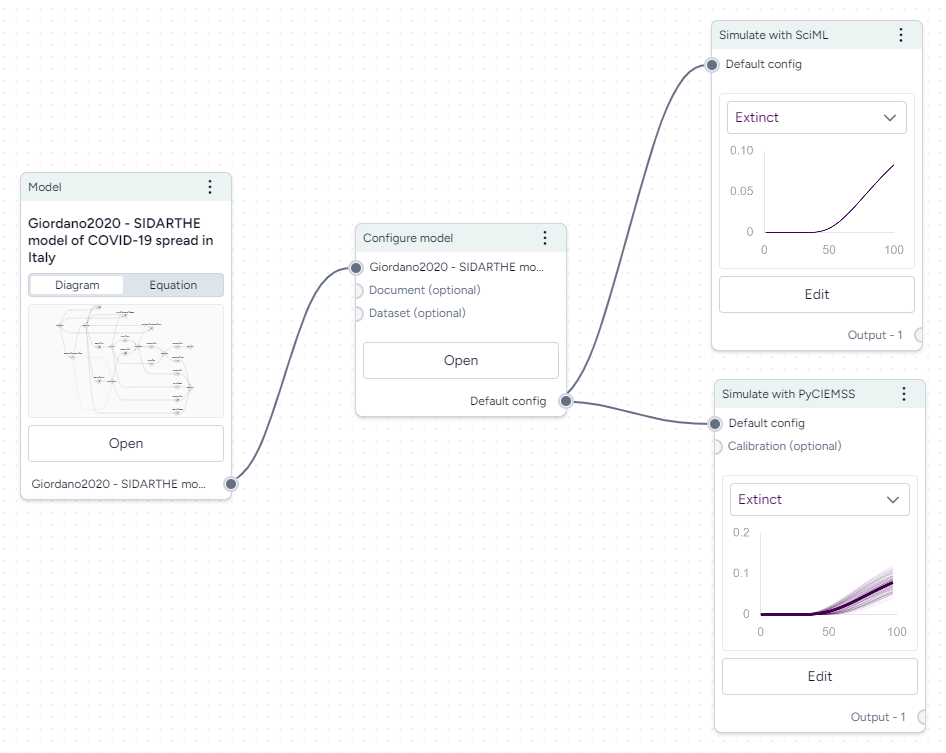 Model
Giordano2020 - SIDARTHE
model of COVID-19 spread in
Italy
Diagram Equation
Open
Giordano2020 - SIDARTHE mo...
Configure model
Giordano2020 - SIDARTHE mo...
Document (optional)
Dataset (optional)
Open
Default config
Simulate with SciML
Default config
Extinct
0.10
0.05
0
0 50 100
Edit
Output - 1
Simulate with PyCIEMSS
Default config
Calibration (optional)
Extinct
0.2
0.1
0
0 50 100
Edit
Output - 1